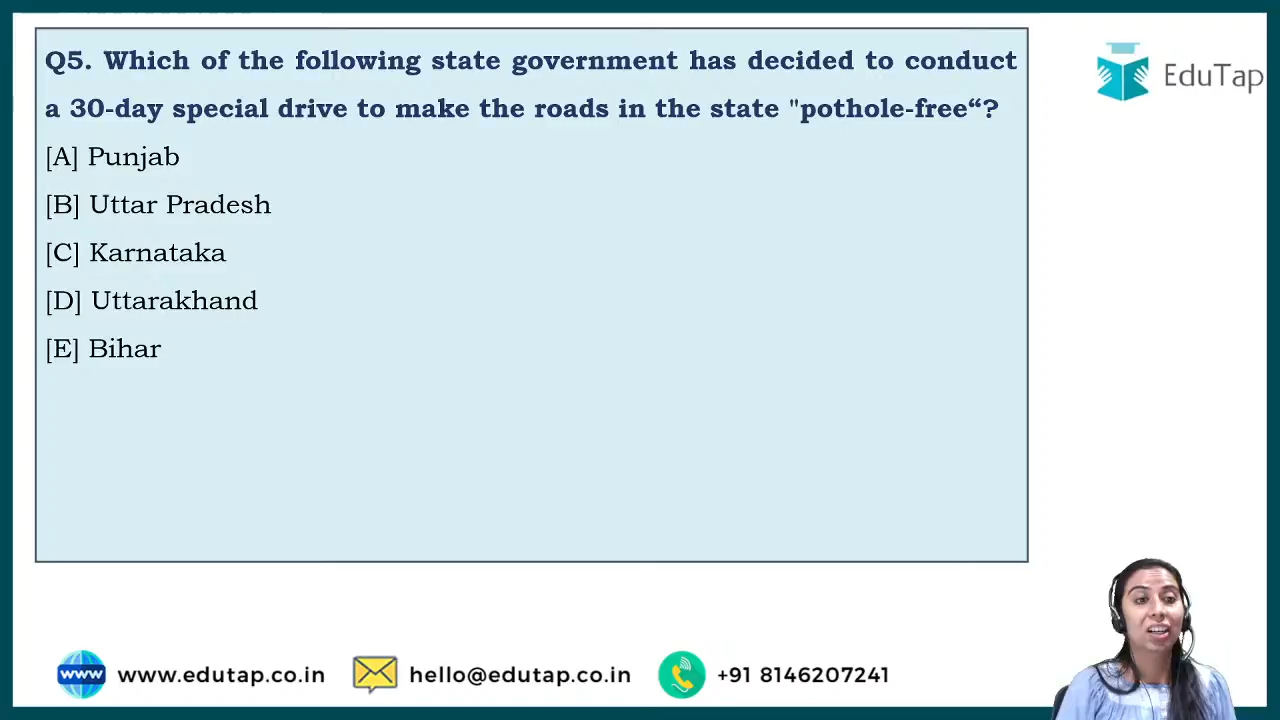 Q5. Which of the following state government has decided to conduct
a 30-day special drive to make the roads in the state "pothole-free“?
[A] Punjab
[B] Uttar Pradesh
[C] Karnataka
[D] Uttarakhand
[E] Bihar
EduTap
www www.edutap.co.in hello@edutap.co.in +91 8146207241